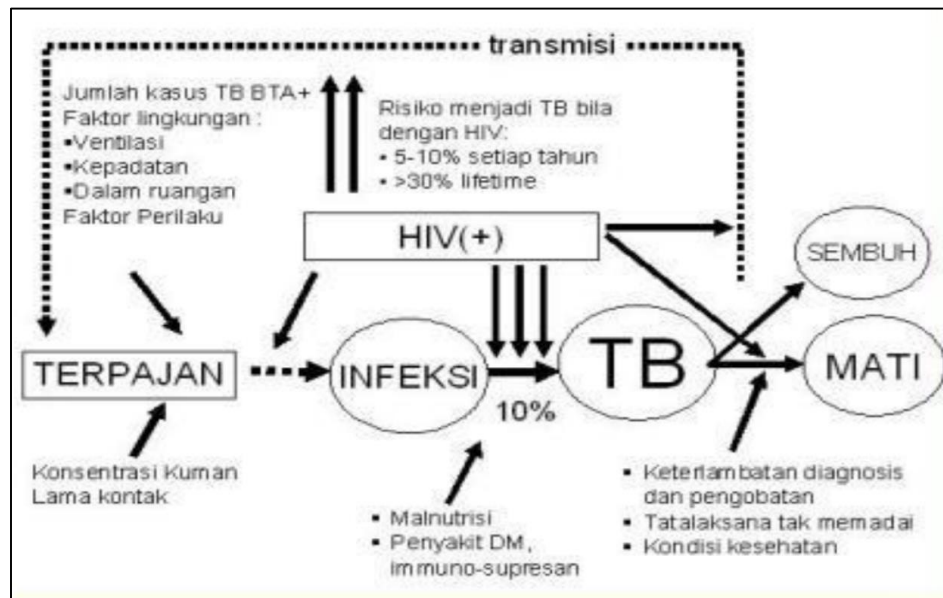 transmisi
Jumlah kasus TB BTA+
Faktor lingkungan :
▪Ventilasi
▪Kepadatan
▪Dalam ruangan
Faktor Perilaku
Risiko menjadi TB bila
dengan HIV:
• 5-10% setiap tahun
• >30% lifetime
HIV(+)
SEMBUH
TERPAJAN
INFEKSI
10%
TB
MATI
Konsentrasi Kuman
Lama kontak
▪ Malnutrisi
▪ Penyakit DM,
immuno-supresan
▪ Keterlambatan diagnosis
dan pengobatan
▪ Tatalaksana tak memadai
▪ Kondisi kesehatan